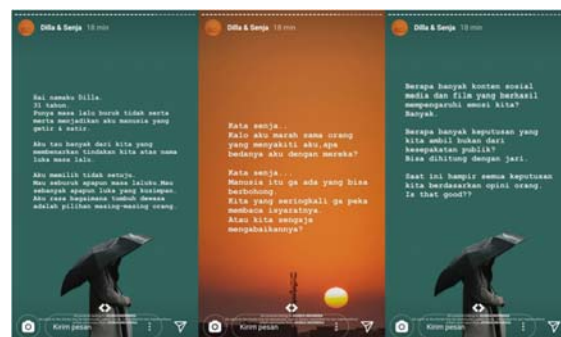 Dilla & Senja 18 min
Hai namaku Dilla.
31 tahun.
Punya masa lalu buruk tidak serta
merta menjadikan aku manusia yang
getir & satir.
Aku tau banyak dari kita yang
membenarkan tindakan kita atas nama
luka masa lalu.
Aku memilih tidak setuju.
Mau seburuk apapun masa laluku.Mau
sebanyak apapun luka yang kusimpan.
Aku rasa bagaimana tumbuh dewasa
adalah pilihan masing-masing orang.
Kirim pesan
Dilla & Senja 18 min
Kata senja..
Kalo aku marah sama orang
yang menyakiti aku,apa
bedanya aku dengan mereka?
Kata senja...
Manusia itu ga ada yang bisa
berbohong.
Kita yang seringkali ga peka
membaca isyaratnya.
Atau kita sengaja
mengabaikannya?
Kirim pesan
Dilla & Senja 18 min
Berapa banyak konten sosial
media dan film yang berhasil
mempengaruhi emosi kita?
Banyak.
Berapa banyak keputusan yang
kita ambil bukan dari
kesepakatan publik?
Bisa dihitung dengan jari.
Saat ini hampir semua keputusan
kita berdasarkan opini orang.
Is that good??
Kirim pesan